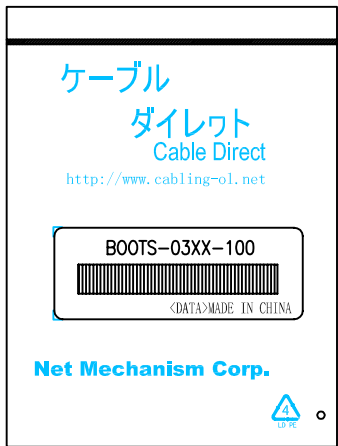 ケーブル
ダイレヮト
Cable Direct
http://www.cabling-ol.net
BOOTS-03XX-100
<DATA>MADE IN CHINA
Net Mechanism Corp.
4
LD PE